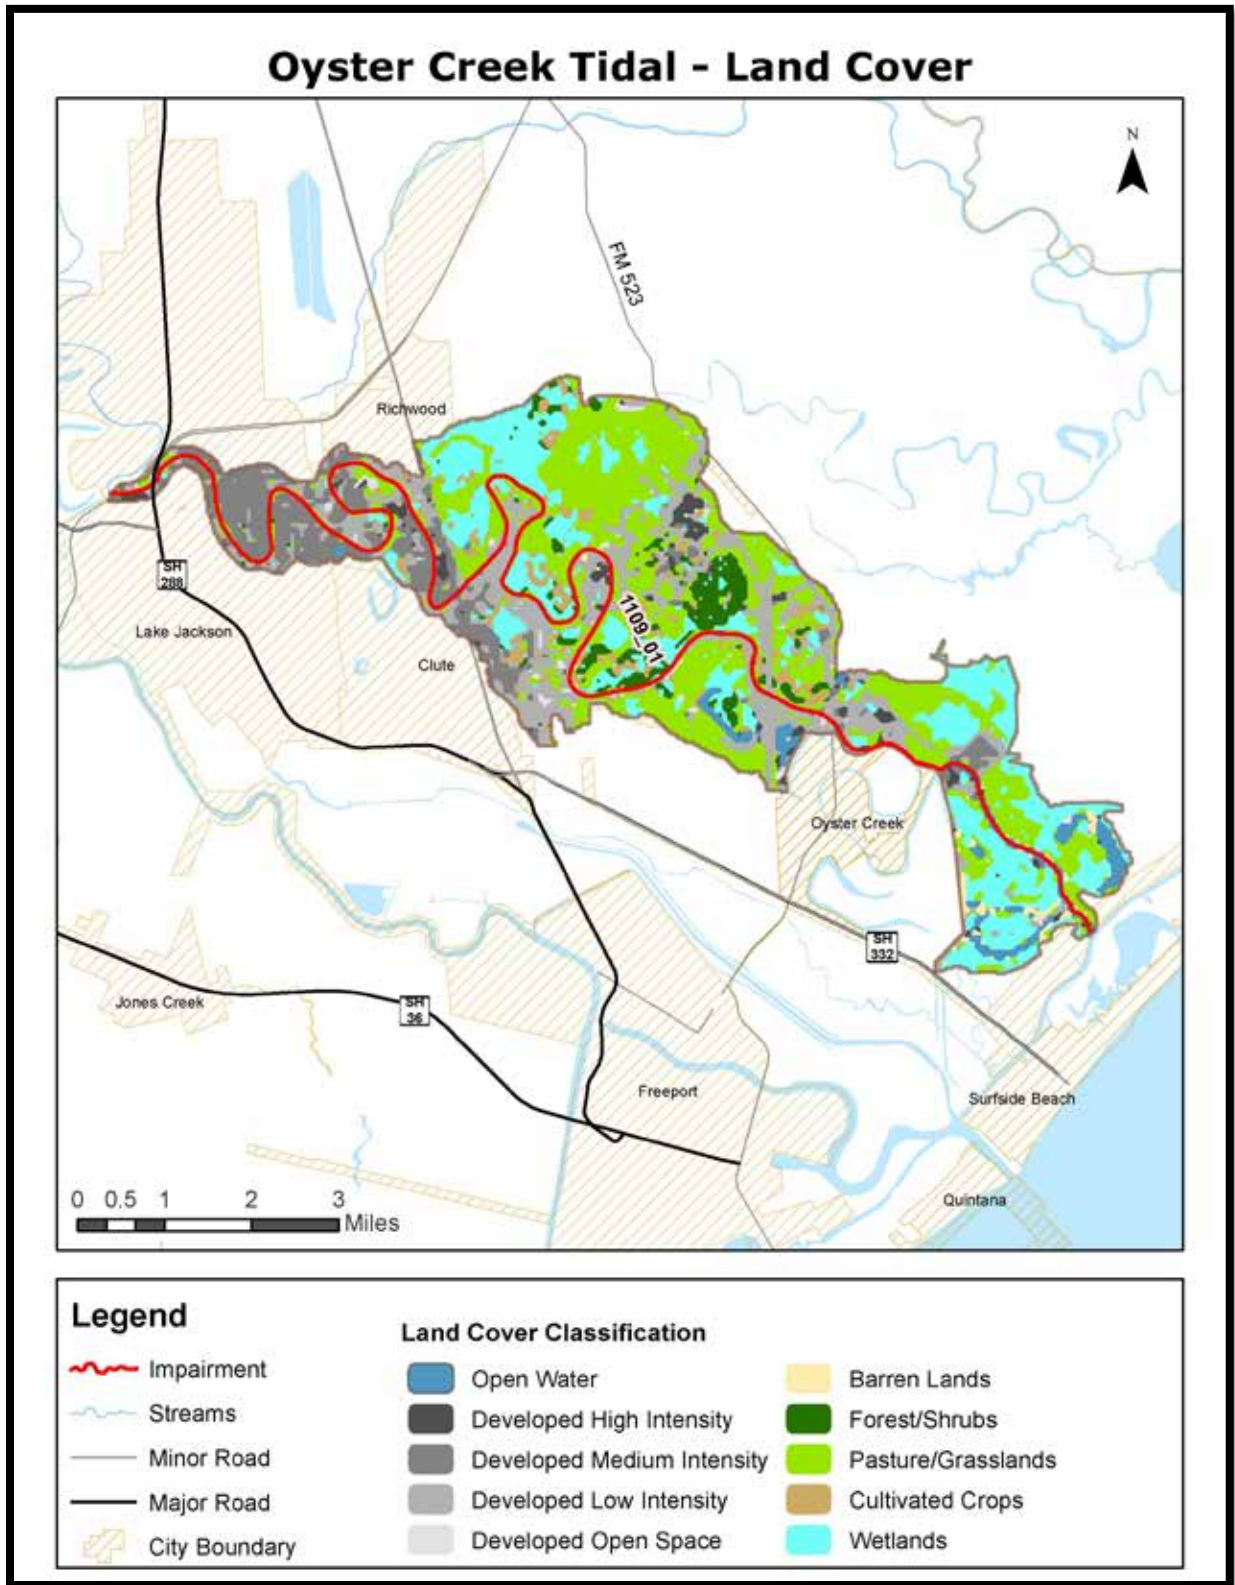 Oyster Creek Tidal - Land Cover
N
FM 523
Richwood
1109_01
SH
288
Lake Jackson
Clute
Oyster Creek
SH
332
Jones Creek
SH
36
Freeport
Surfside Beach
Quintana
0 0.5 1 2 3
Miles
Legend
Impairment
Streams
Minor Road
Major Road
City Boundary
Land Cover Classification
Open Water
Developed High Intensity
Developed Medium Intensity
Developed Low Intensity
Developed Open Space
Barren Lands
Forest/Shrubs
Pasture/Grasslands
Cultivated Crops
Wetlands